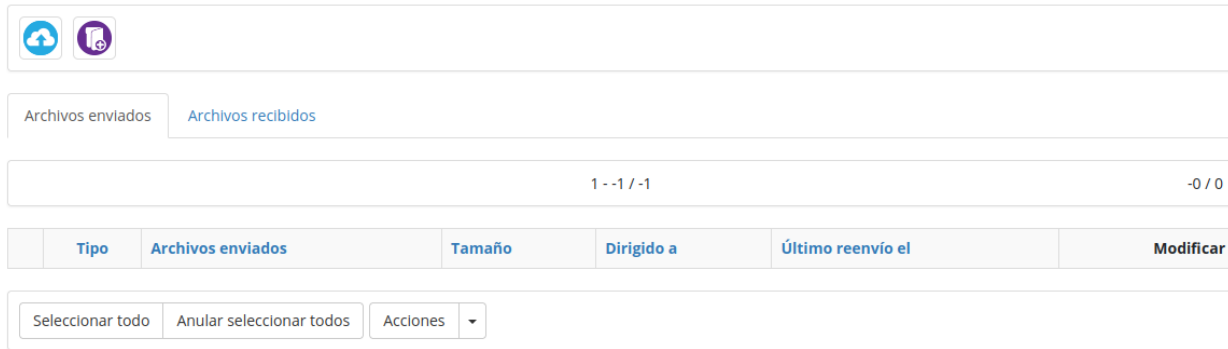 Archivos enviados Archivos recibidos
1 - -1 / -1 -0 / 0
Tipo Archivos enviados Tamaño Dirigido a Último reenvío el Modificar
Seleccionar todo Anular seleccionar todos Acciones